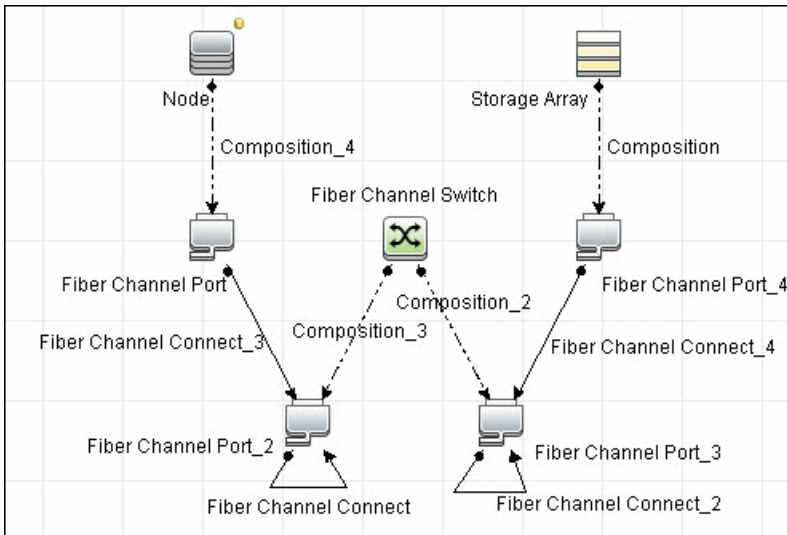 Node
Storage Array
Composition_4
Composition
Fiber Channel Switch
Fiber Channel Port
Fiber Channel Port_4
Composition_2
Composition_3
Fiber Channel Connect_3
Fiber Channel Connect_4
Fiber Channel Port_2
Fiber Channel Port_3
Fiber Channel Connect
Fiber Channel Connect_2